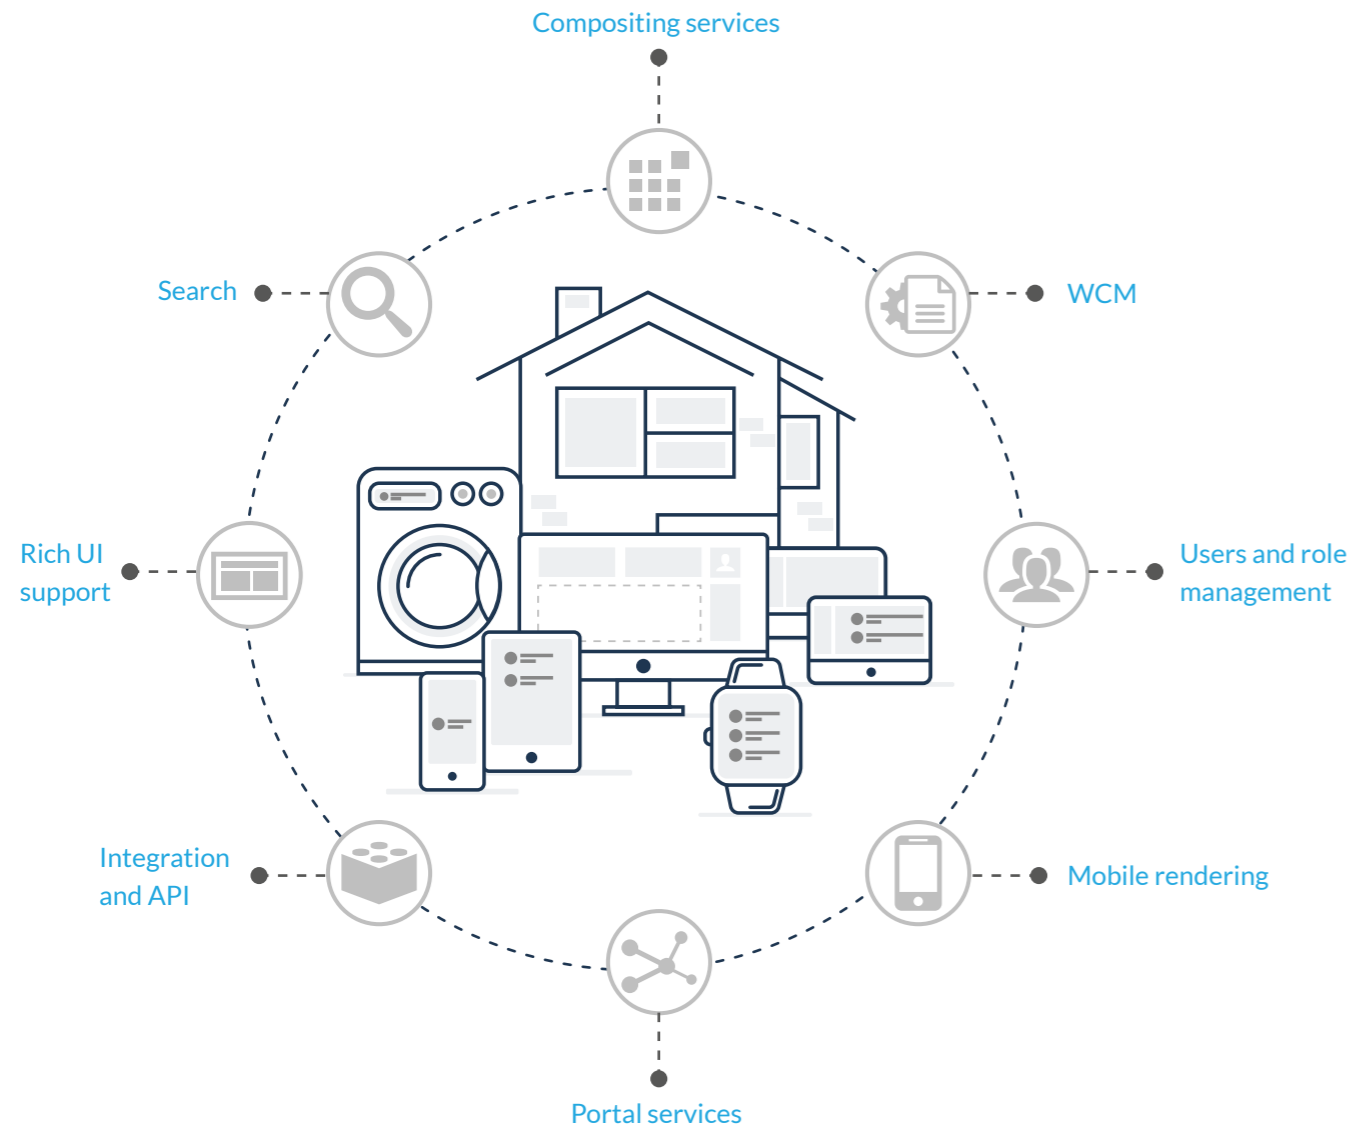 Compositing services
Search
WCM
Rich UI
support
Users and role
management
Integration
and API
Mobile rendering
Portal services